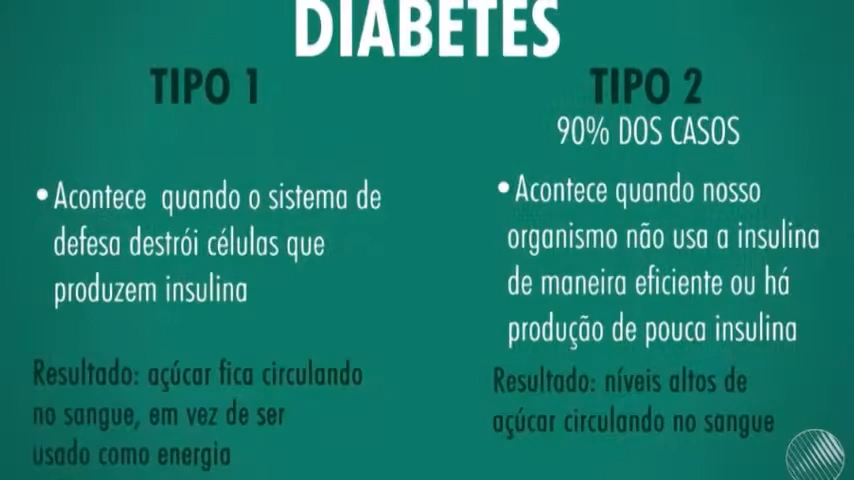 DIABETES
TIPO 1
Acontece quando o sistema de
defesa destrói células que
produzem insulina
Resultado: açúcar fica circulando
no sangue, em vez de ser
usado como energia
TIPO 2
90% DOS CASOS
Acontece quando nosso
organismo não usa a insulina
de maneira eficiente ou há
produção de pouca insulina
Resultado: níveis altos de
açúcar circulando no sangue